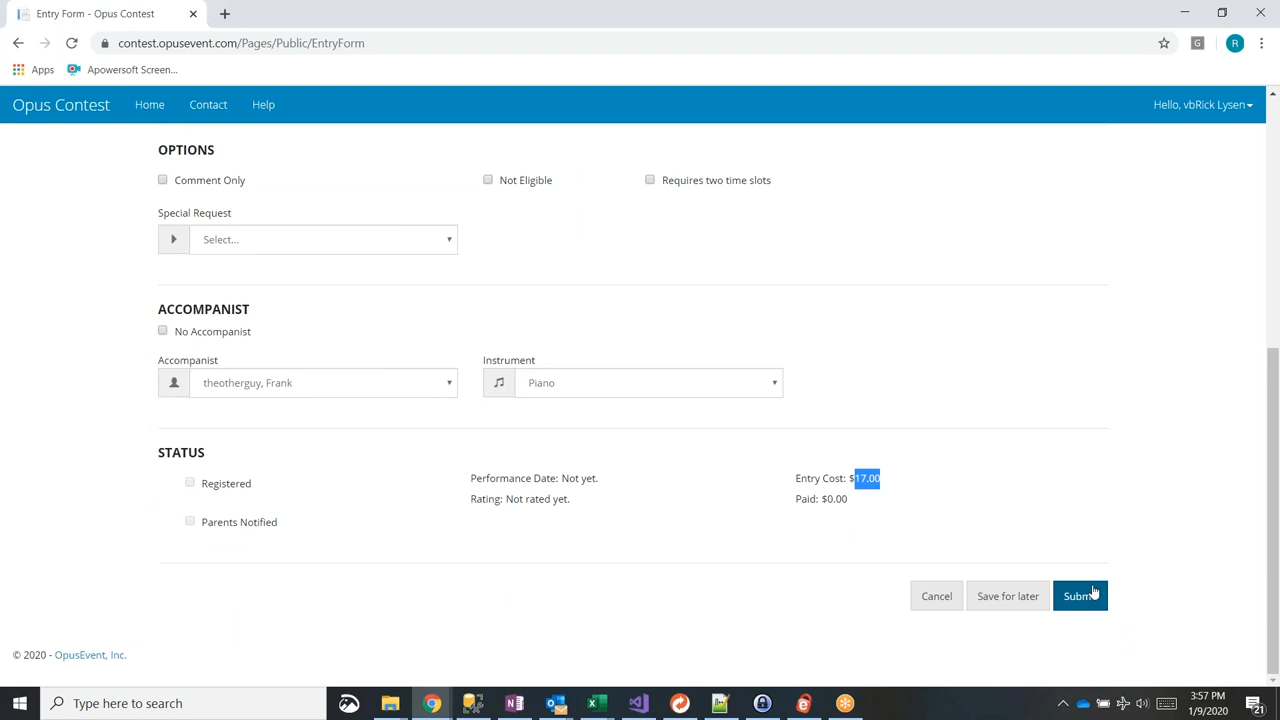 Entry Form - Opus Contest
contest.opusevent.com/Pages/Public/EntryForm
G
R
Apps
Apowersoft Screen...
Opus Contest
Home
Contact
Help
Hello, vbRick Lysen
OPTIONS
Comment Only
Not Eligible
Requires two time slots
Special Request
Select...
ACCOMPANIST
No Accompanist
Accompanist
Instrument
theotherguy, Frank
Piano
STATUS
Registered
Performance Date: Not yet.
Entry Cost: $17.00
Rating: Not rated yet.
Paid: $0.00
Parents Notified
Cancel
Save for later
Subm
© 2020 - OpusEvent, Inc.
Type here to search
3:57 PM
1/9/2020
21